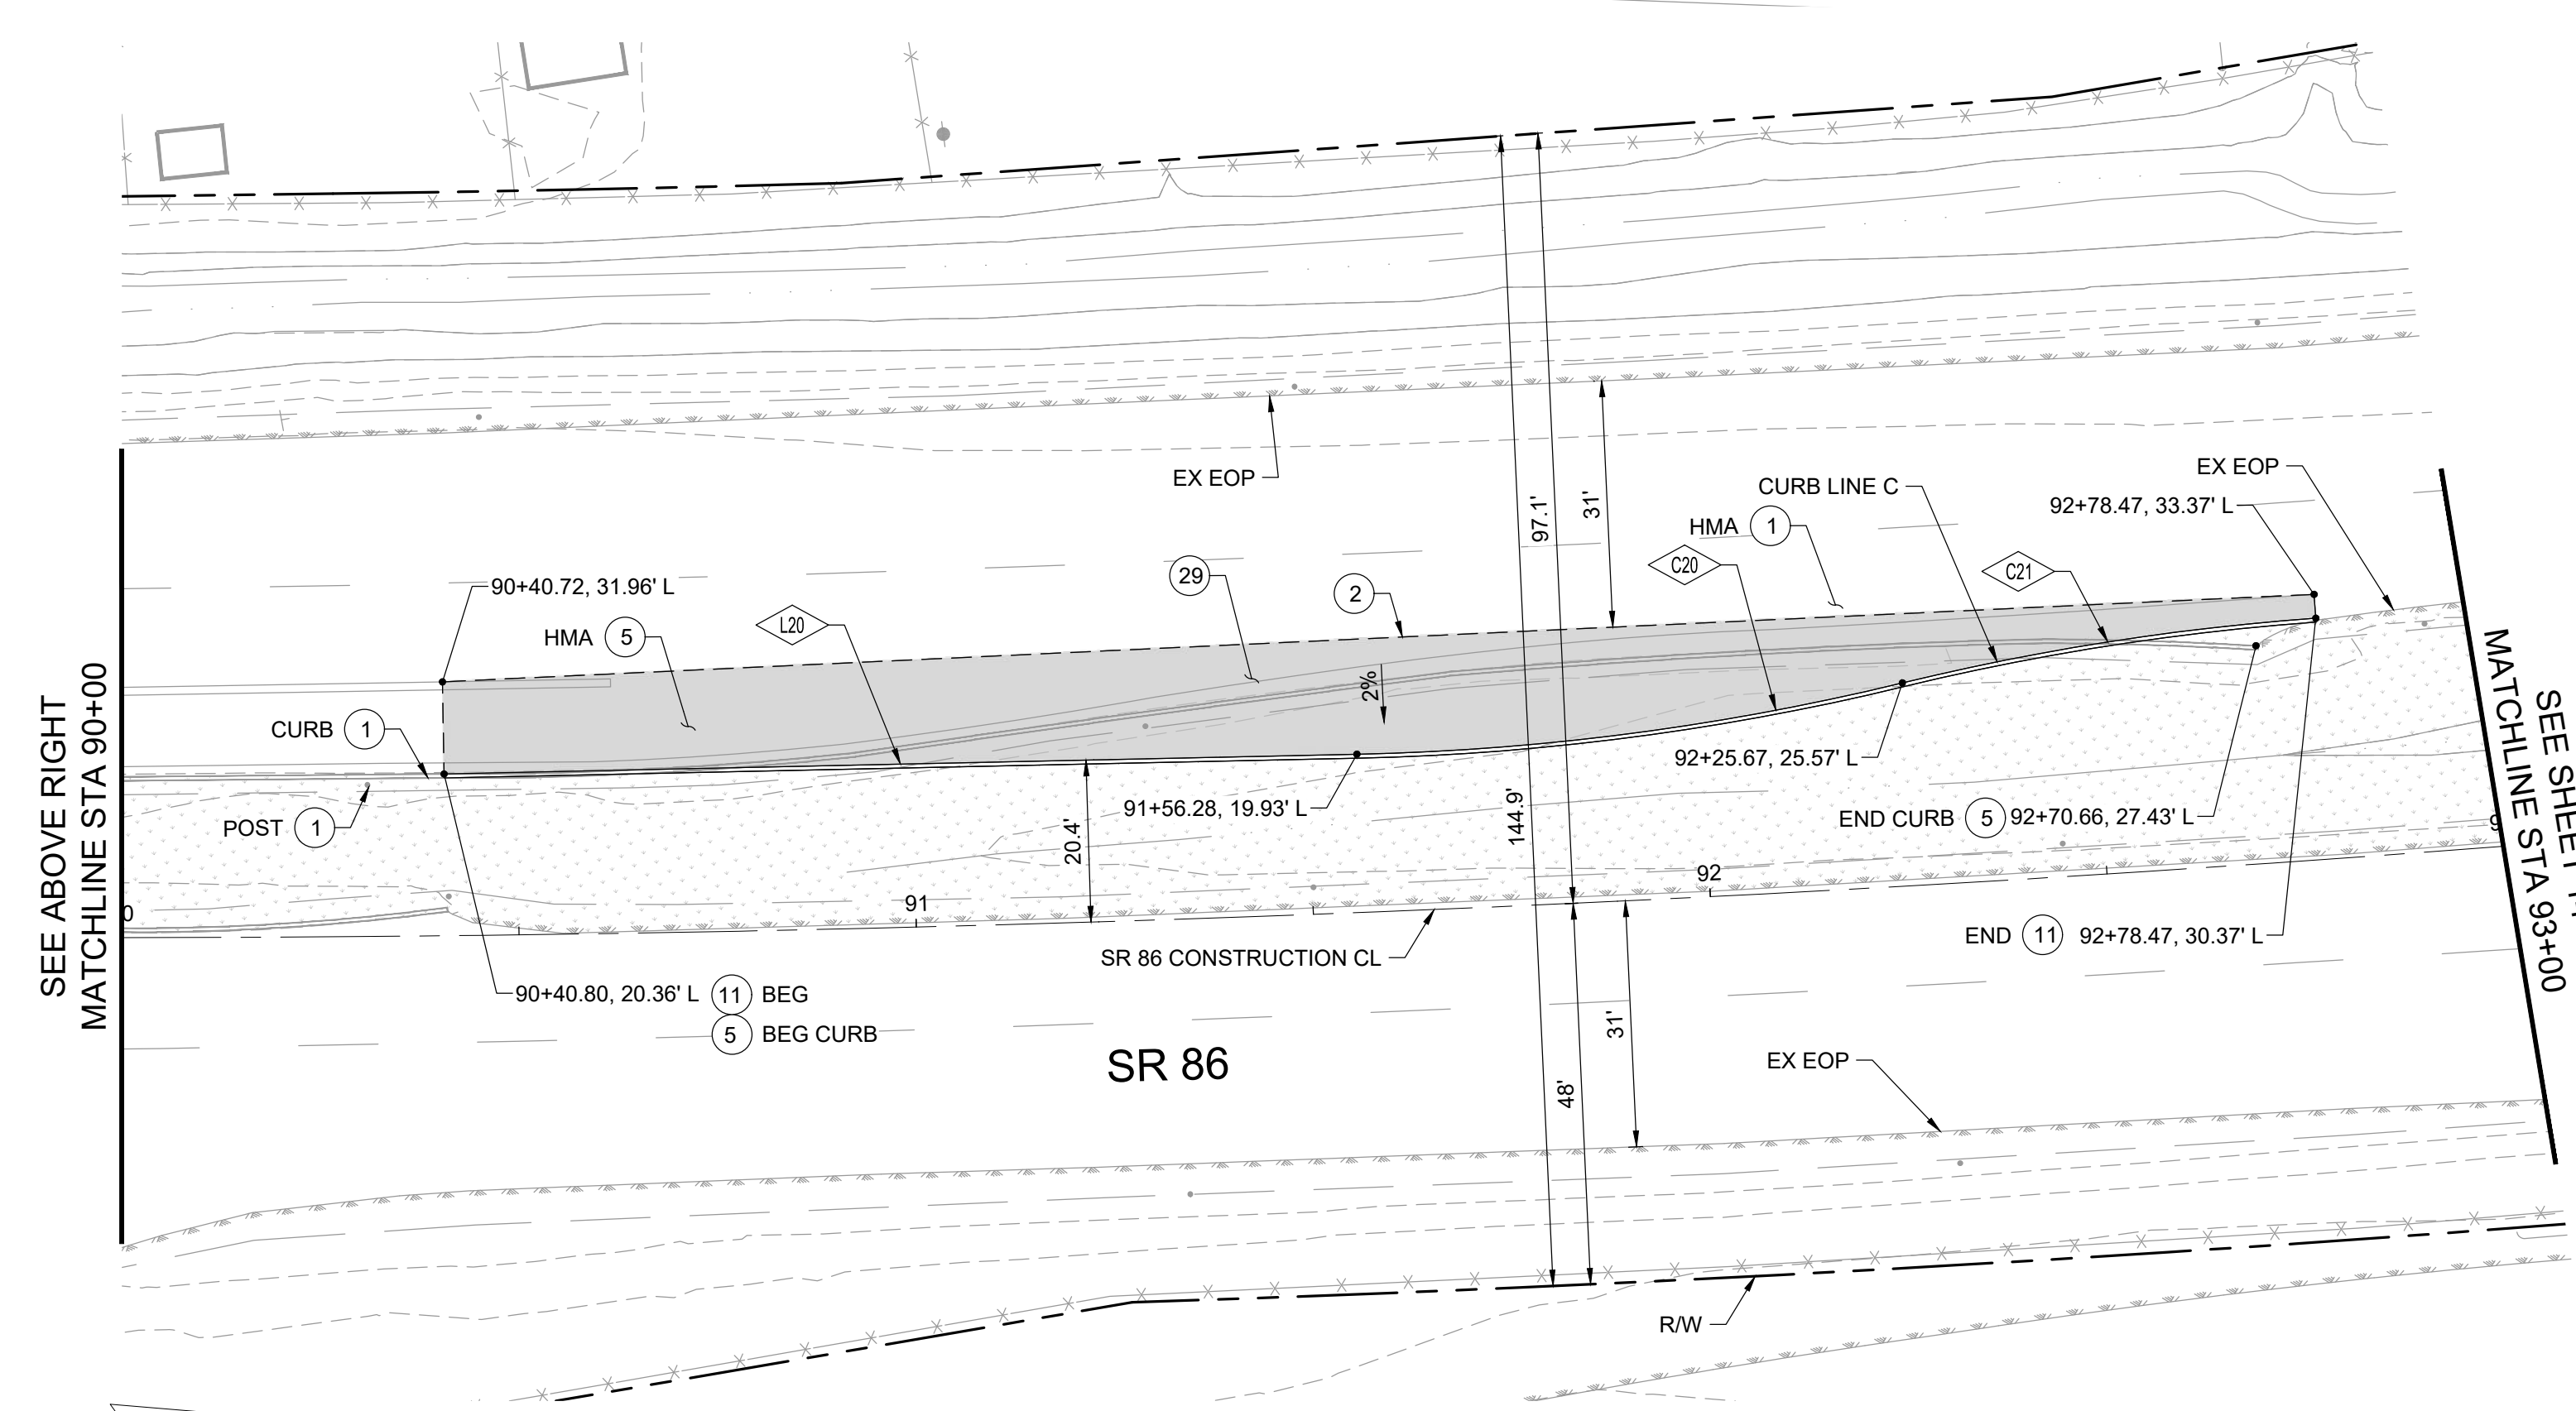 EX EOP
97.1'
31'
CURB LINE C
EX EOP
HMA 1
92+78.47, 33.37' L
C20
C21
29
2
90+40.72, 31.96' L
HMA 5
L20
2%
CURB 1
POST 1
92+25.67, 25.57' L
91+56.28, 19.93' L
20.4'
144.9'
END CURB 5 92+70.66, 27.43' L
92
91
0
9
SR 86 CONSTRUCTION CL
END 11 92+78.47, 30.37' L
90+40.80, 20.36' L 11 BEG
5 BEG CURB
31'
48'
SR 86
EX EOP
R/W
SEE ABOVE RIGHT
MATCHLINE STA 90+00
SEE SHEET
MATCHLINE STA 93+00